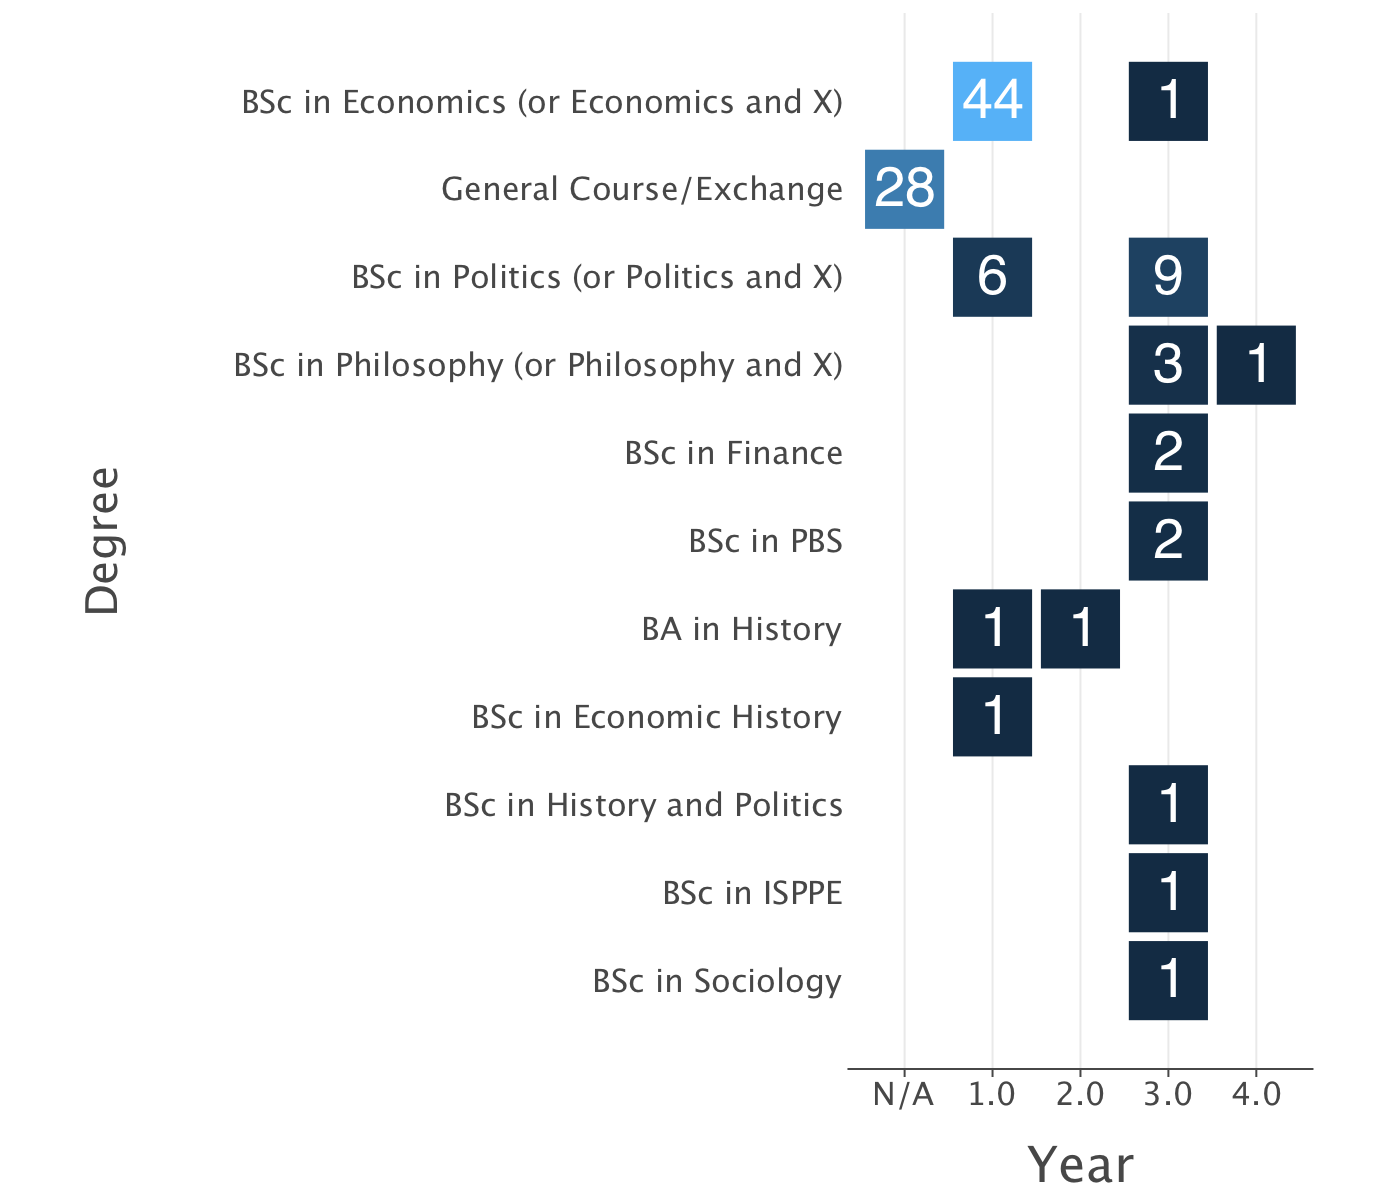 BSc in Economics (or Economics and X) 44 1
General Course/Exchange 28
BSc in Politics (or Politics and X) 6 9
BSc in Philosophy (or Philosophy and X) 3 1
BSc in Finance 2
BSc in PBS 2
BA in History 1 1
BSc in Economic History 1
BSc in History and Politics 1
BSc in ISPPE 1
BSc in Sociology 1
Degree
N/A 1.0 2.0 3.0 4.0
Year